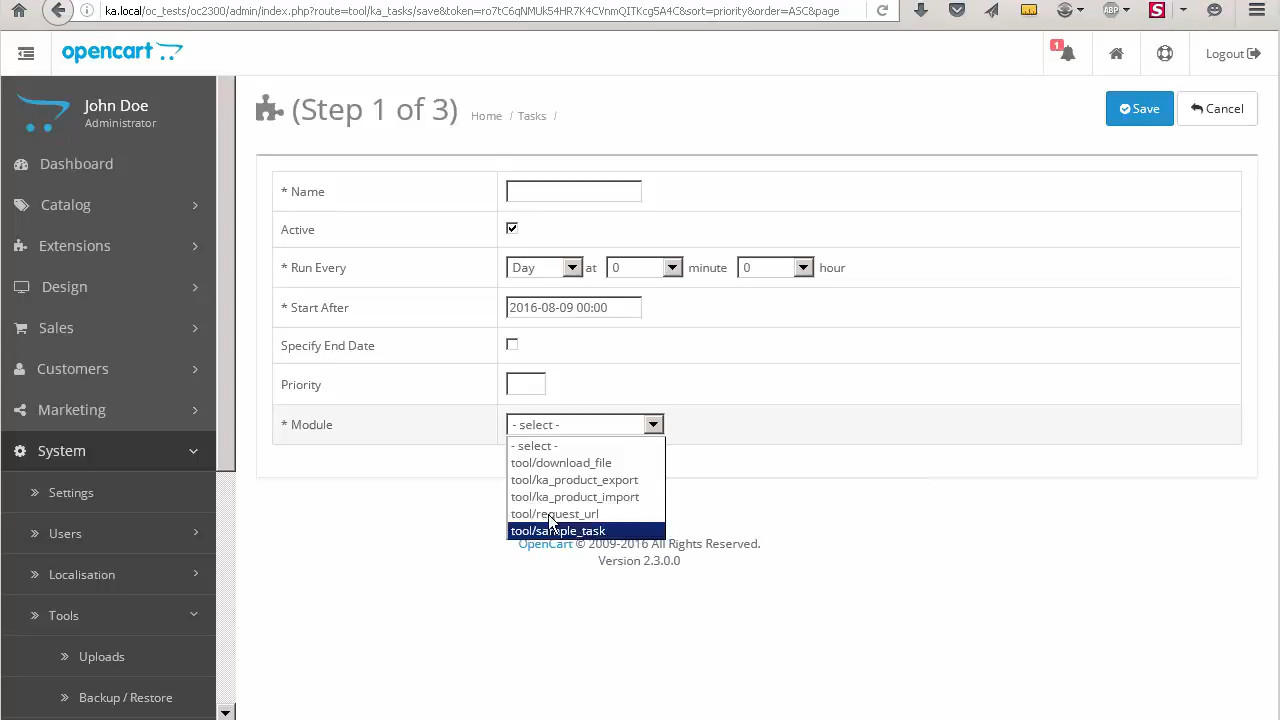 ka.local/oc_tests/oc2300/admin/index.php?route=tool/ka_tasks/save&token=ro7tC6qNMUk54HR7K4CVnmQITKcg5A4C&sort=priority&order=ASC&page
ABP
S
opencart
1
Logout
John Doe
Administrator
(Step 1 of 3)
Home / Tasks /
Save
Cancel
Dashboard
Catalog
Extensions
Design
Sales
Customers
Marketing
System
Settings
Users
Localisation
Tools
Uploads
Backup / Restore
* Name
Active
* Run Every Day at 0 minute 0 hour
* Start After 2016-08-09 00:00
Specify End Date
Priority
* Module - select -
- select -
tool/download_file
tool/ka_product_export
tool/ka_product_import
tool/request_url
tool/sample_task
OpenCart © 2009-2016 All Rights Reserved.
Version 2.3.0.0